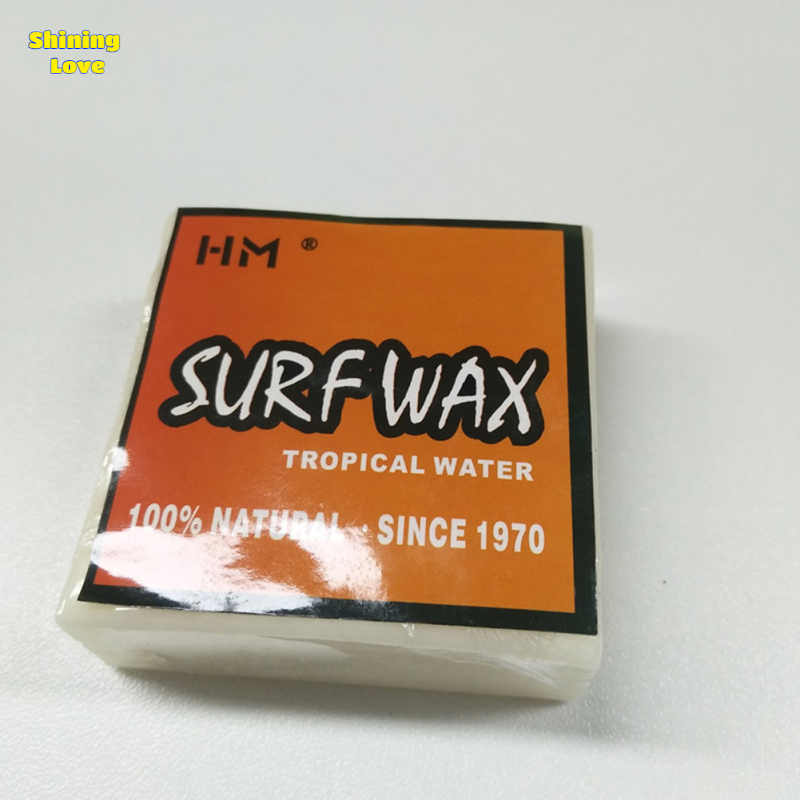 Shining
Love
HM ®
SURF WAX
TROPICAL WATER
100% NATURAL · SINCE 1970